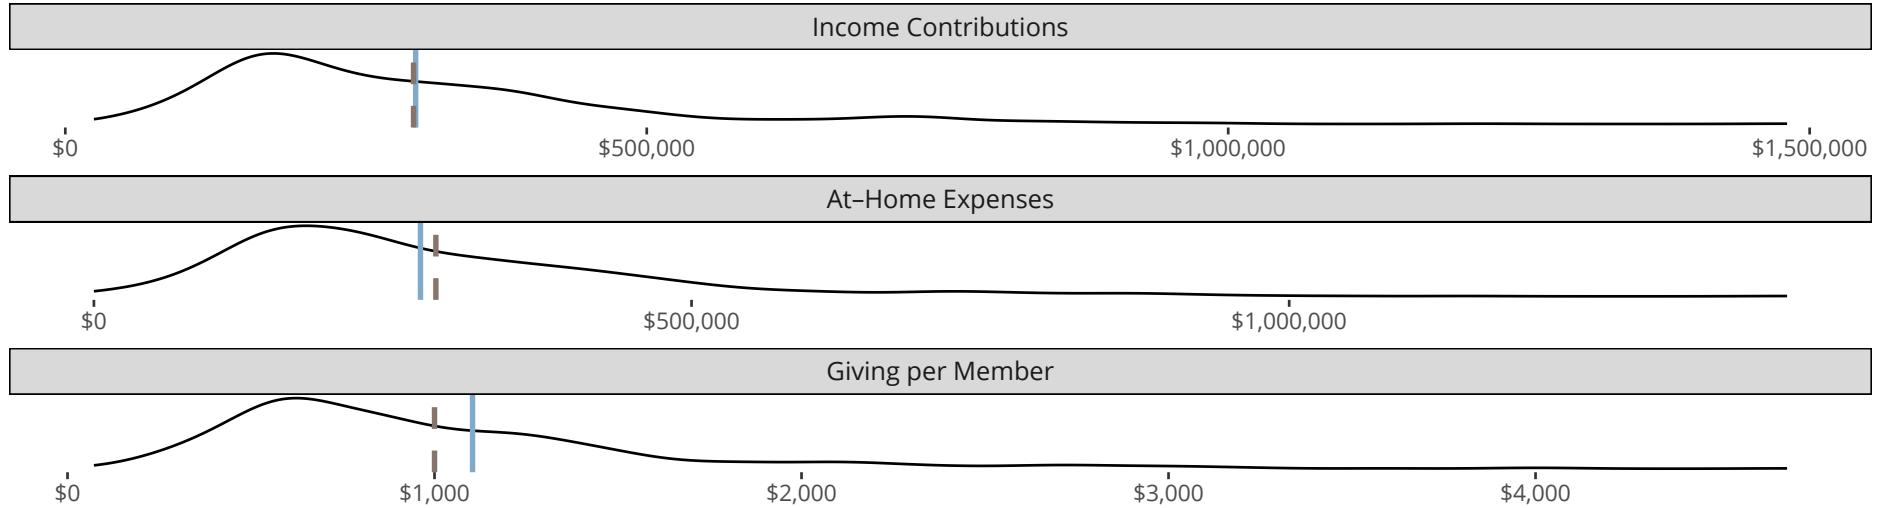 Income Contributions
$0 $500,000 $1,000,000 $1,500,000
At–Home Expenses
$0 $500,000 $1,000,000
Giving per Member
$0 $1,000 $2,000 $3,000 $4,000